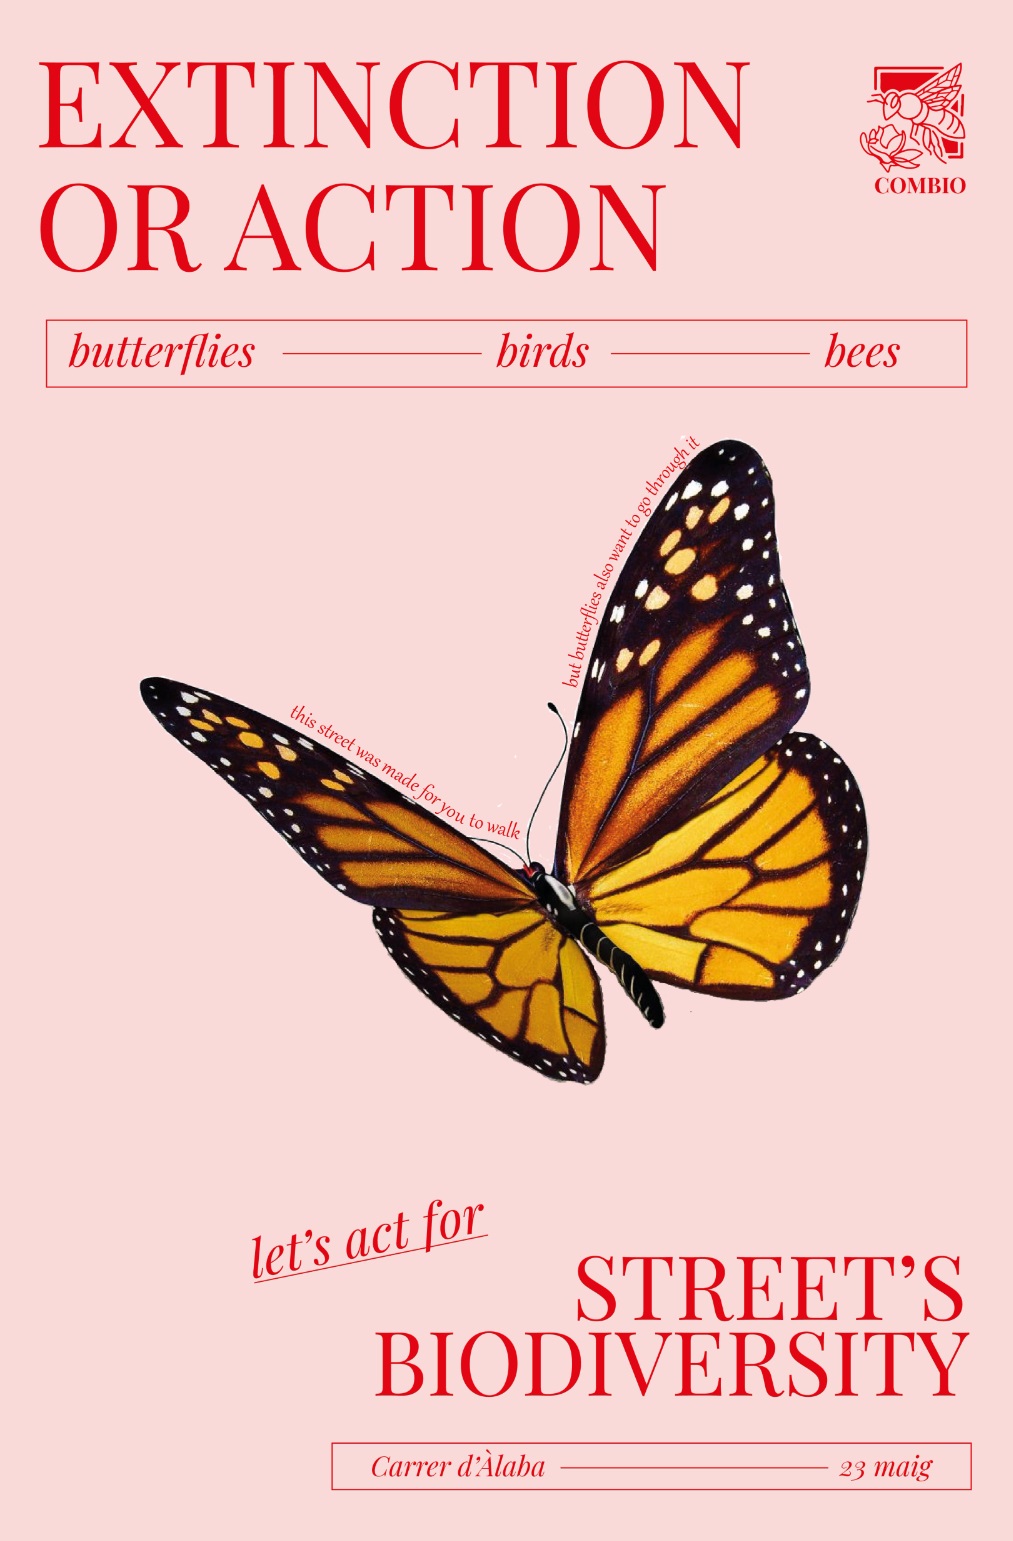 EXTINCTION
OR ACTION
COMBIO
butterflies birds bees
but butterflies also want to go through it
this street was made for you to walk
let’s act for
STREET’S
BIODIVERSITY
Carrer d’Àlaba 23 maig